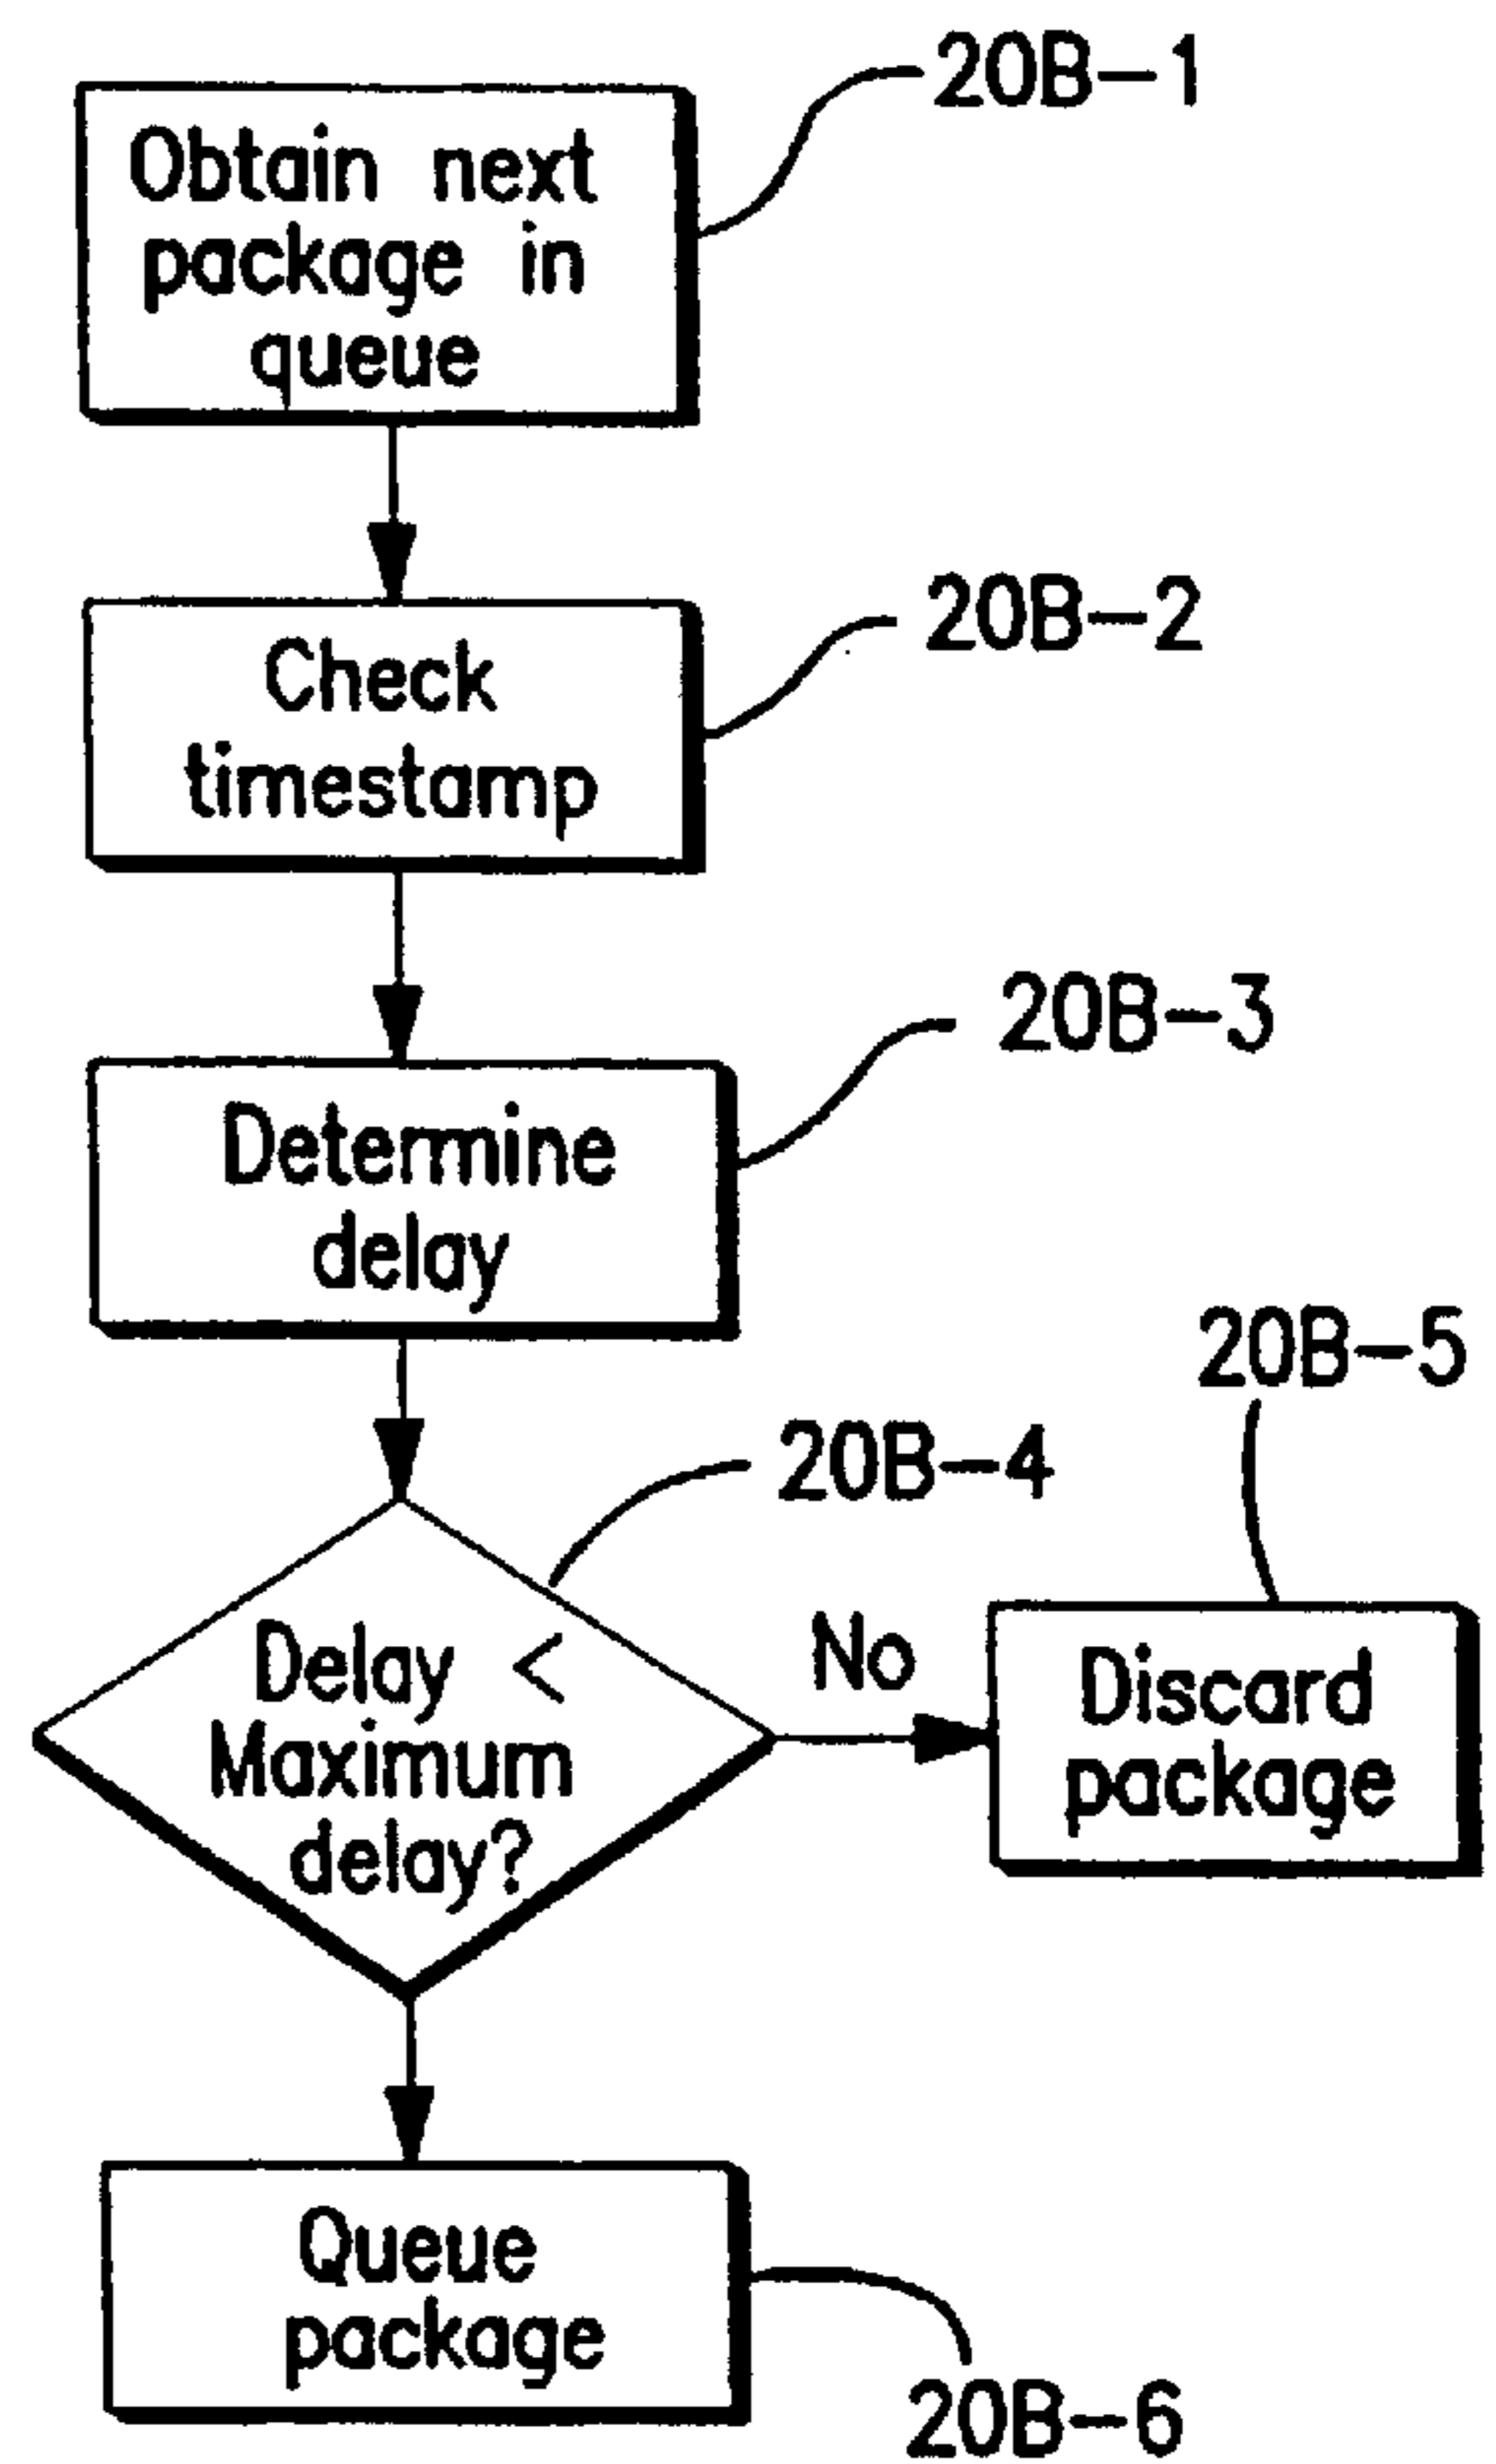 20B-1
Obtain next
package in
queue
20B-2
Check
timestamp
20B-3
Determine
delay
20B-4
Delay <
Maximum
delay?
No
20B-5
Discard
package
Queue
package
20B-6